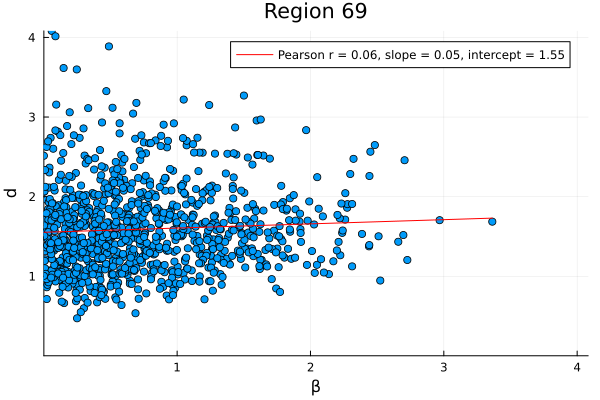 Region 69
Pearson r = 0.06, slope = 0.05, intercept = 1.55
4
3
2
1
d
1 2 3 4
β